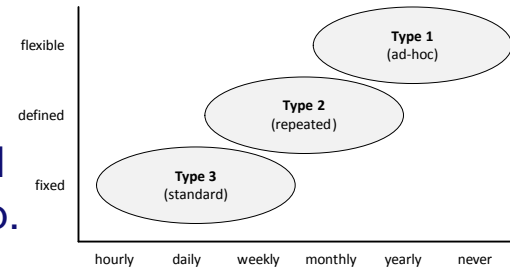 flexible
Type 1
(ad-hoc)
defined
Type 2
(repeated)
fixed
Type 3
(standard)
hourly daily weekly monthly yearly never